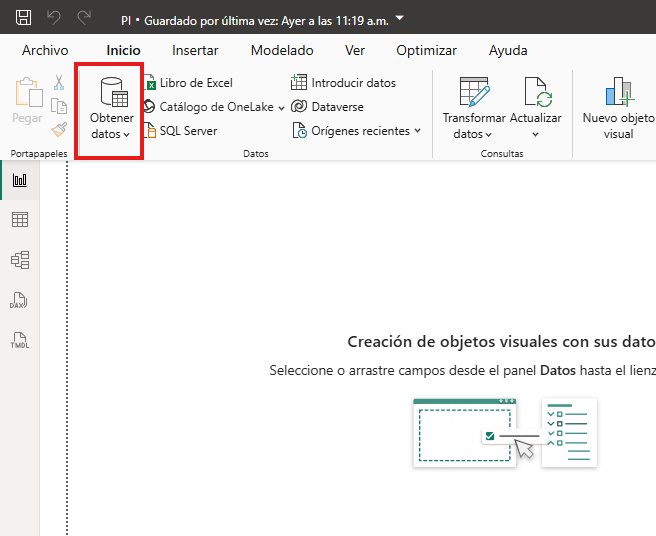 PI • Guardado por última vez: Ayer a las 11:19 a.m.
Archivo Inicio Insertar Modelado Ver Optimizar Ayuda
Pegar
Portapapeles
Obtener
datos
Libro de Excel
Catálogo de OneLake
SQL Server
Introducir datos
Dataverse
Orígenes recientes
Datos
Transformar
datos
Actualizar
Consultas
Nuevo objeto
visual
DAX
TMDL
Creación de objetos visuales con sus dato
Seleccione o arrastre campos desde el panel Datos hasta el lienz